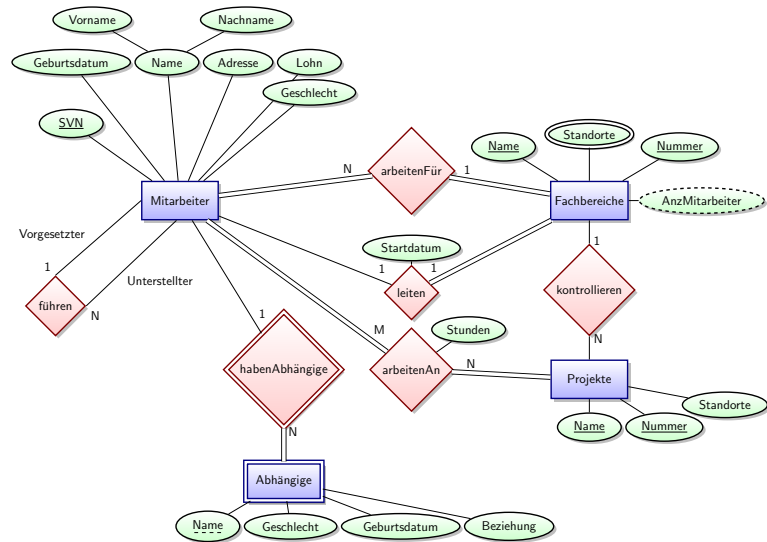 Vorname
Nachname
Geburtsdatum
Name
Adresse
Lohn
Geschlecht
SVN
Name
Standorte
Nummer
N
arbeitenFür
1
Mitarbeiter
Fachbereiche
AnzMitarbeiter
Vorgesetzter
Startdatum
1
Unterstellter
1
1
1
leiten
kontrollieren
führen
N
1
M
Stunden
N
habenAbhängige
arbeitenAn
N
Projekte
Standorte
Name
Nummer
N
Abhängige
Name
Geschlecht
Geburtsdatum
Beziehung